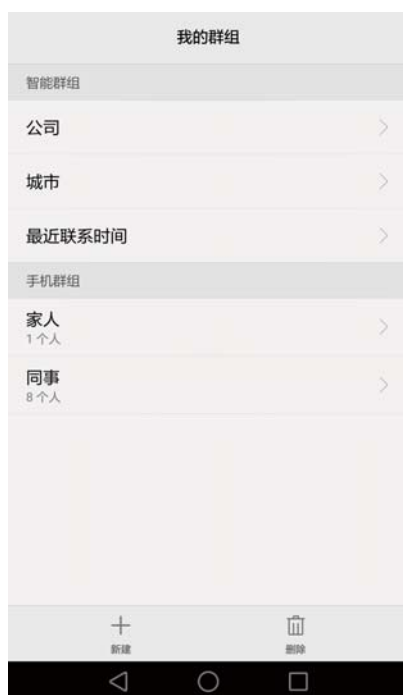 我的群组
智能群组
公司
城市
最近联系时间
手机群组
家人
1 个人
同事
8 个人
新建
删除